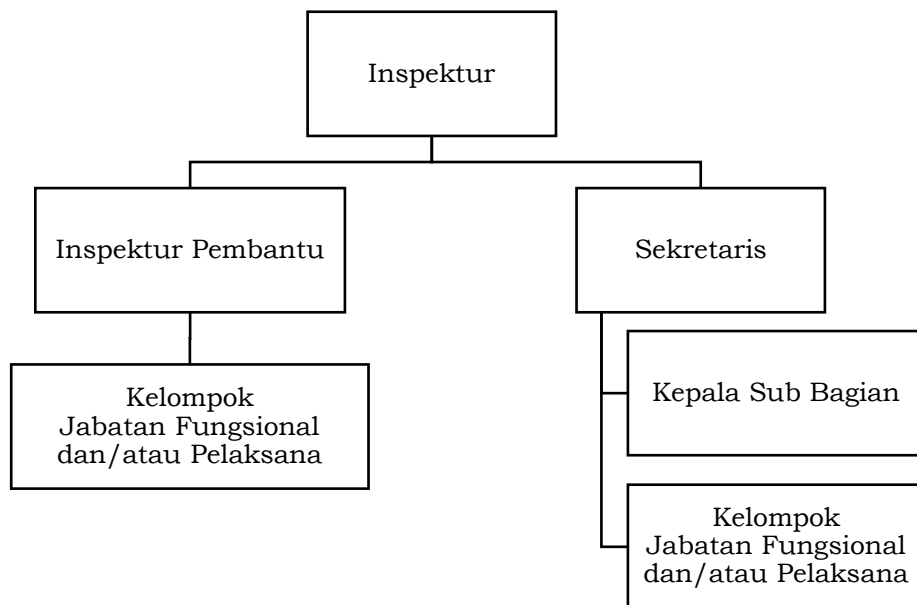 Inspektur
Inspektur Pembantu
Sekretaris
Kelompok
Jabatan Fungsional
dan/atau Pelaksana
Kepala Sub Bagian
Kelompok
Jabatan Fungsional
dan/atau Pelaksana